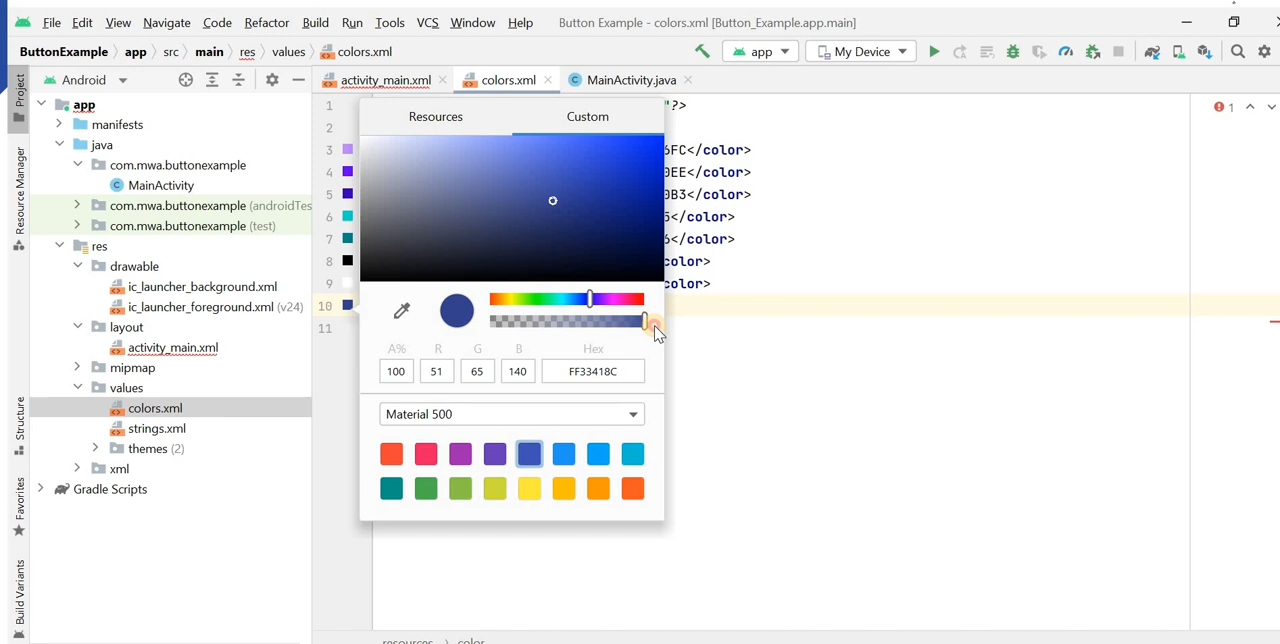 File Edit View Navigate Code Refactor Build Run Tools VCS Window Help Button Example - colors.xml [Button_Example.app.main]
ButtonExample app src main res values colors.xml app My Device
Project
Resource Manager
Structure
Favorites
Build Variants
Android
app
manifests
java
com.mwa.buttonexample
MainActivity
com.mwa.buttonexample (androidTes
com.mwa.buttonexample (test)
res
drawable
ic_launcher_background.xml
ic_launcher_foreground.xml (v24)
layout
activity_main.xml
mipmap
values
colors.xml
strings.xml
themes (2)
xml
Gradle Scripts
activity_main.xml colors.xml MainActivity.java
1 "?>
2
3 6FC</color>
4 0EE</color>
5 0B3</color>
6 5</color>
7 6</color>
8 color>
9 color>
10
11
1
Resources Custom
A% R G B Hex
100 51 65 140 FF33418C
Material 500
resources color